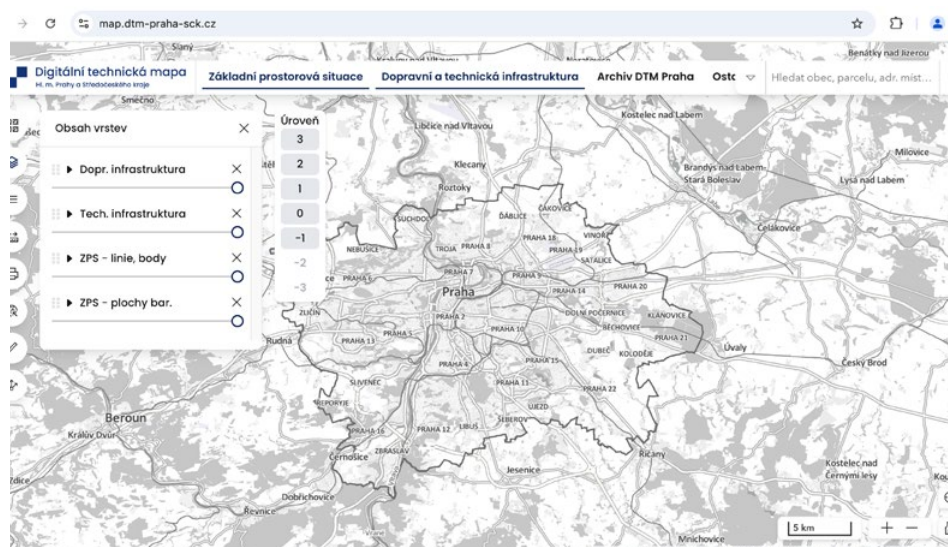 map.dtm-praha-sck.cz
Slaný
Benátky nad Jizerou
Digitální technická mapa
Hl. m. Prahy a Středočeského kraje
Základní prostorová situace
Dopravní a technická infrastruktura
Archiv DTM Praha
Hledat obec, parcelu, adr. míst...
Smečno
Obsah vrstev
Dopr. infrastruktura
Tech. infrastruktura
ZPS - linie, body
ZPS - plochy bar.
Úroveň
3
2
1
0
-1
-2
-3
Kostelec nad Labem
Libčice nad Vltavou
Milovice
Klecany
Brandýs nad Labem-
Stará Boleslav
Lysá nad Labem
Roztoky
ČAKOVICE
SUCHDOL
ĎÁBLICE
Čelákovice
PRAHA 18
VINOŘ
NEBUŠICE
TROJA
PRAHA 8
PRAHA 19
SATALICE
PRAHA 7
PRAHA 6
PRAHA 9
PRAHA 20
Praha
PRAHA 14
ZLIČÍN
DOLNÍ POČERNICE
KLÁNOVICE
PRAHA 2
PRAHA 5
PRAHA 10
BĚCHOVICE
Rudná
PRAHA 13
PRAHA 21
Úvaly
DUBEČ
KOLODĚJE
PRAHA 4
PRAHA 15
Český Brod
SLIVENEC
PRAHA 11
PRAHA 22
ŘEPORYJE
ÚJEZD
Beroun
ŠEBEROV
PRAHA 16
PRAHA 12
LIBUŠ
Králův Dvůr
ZBRASLAV
Černošice
Říčany
Jesenice
Kostelec nad
Černými lesy
Dobřichovice
Řevnice
Vrané
Mnichovice
5 km